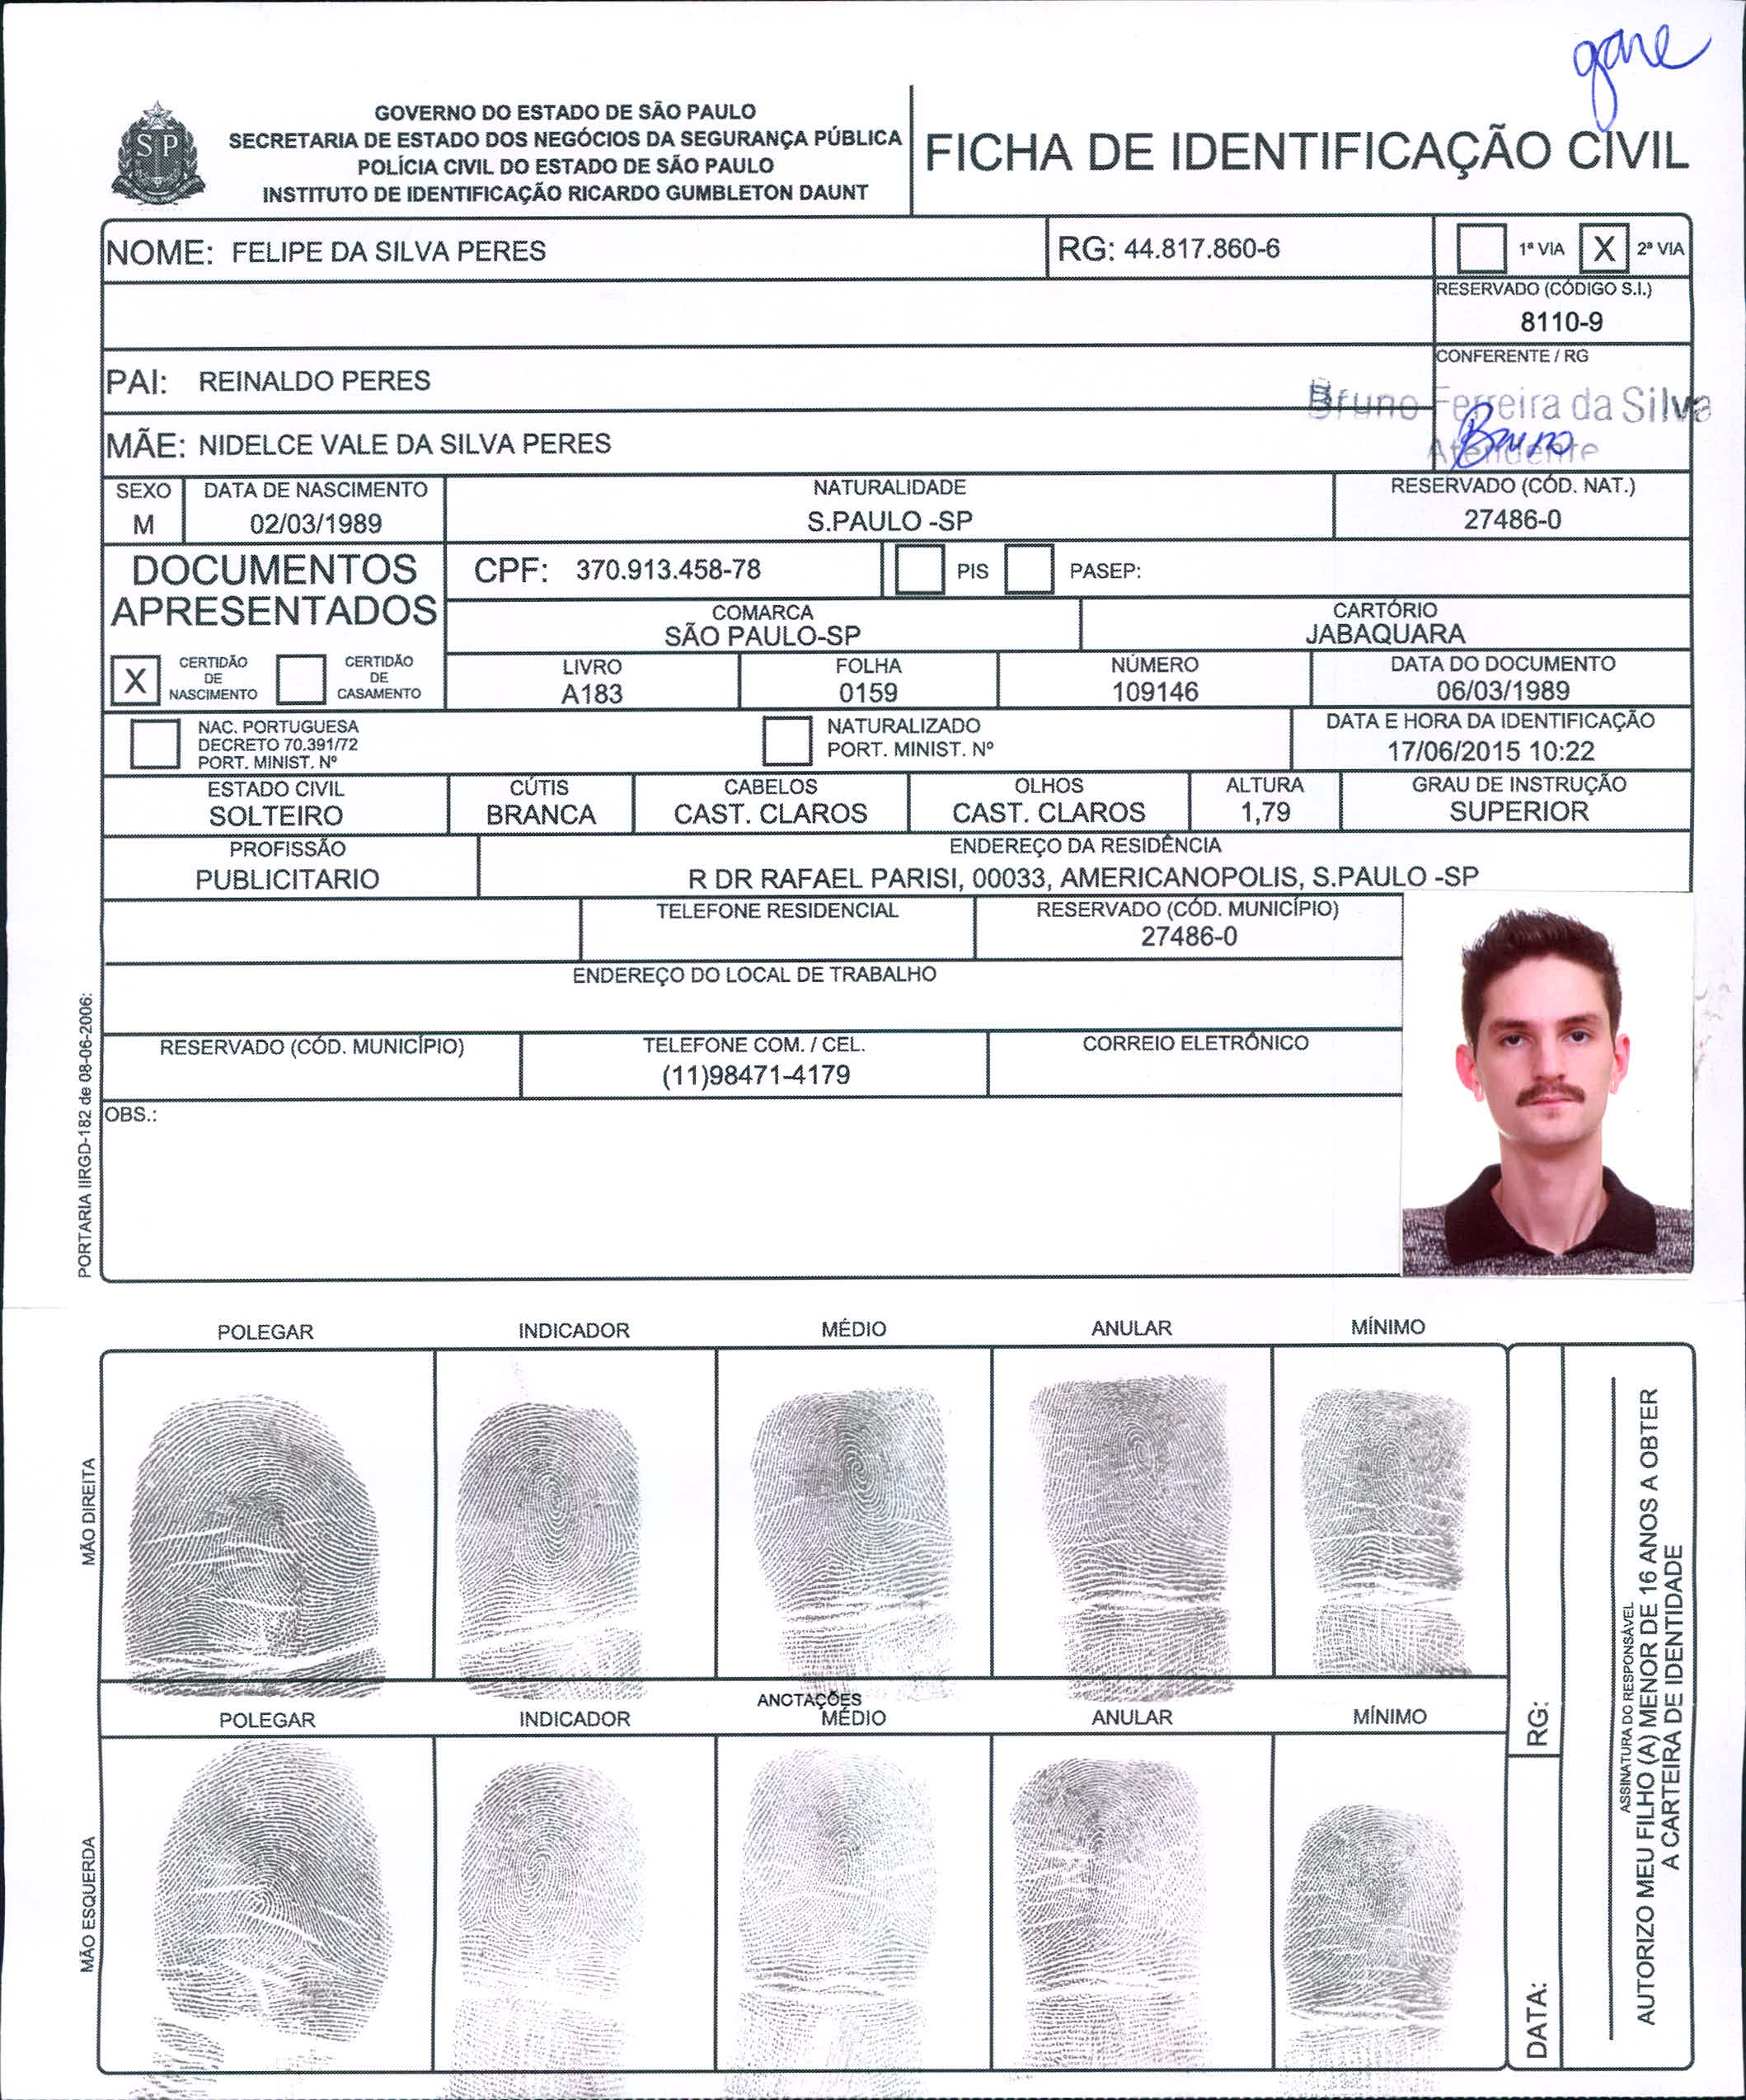 gare
GOVERNO DO ESTADO DE SÃO PAULO
SECRETARIA DE ESTADO DOS NEGÓCIOS DA SEGURANÇA PÚBLICA
POLÍCIA CIVIL DO ESTADO DE SÃO PAULO
INSTITUTO DE IDENTIFICAÇÃO RICARDO GUMBLETON DAUNT
SP
FICHA DE IDENTIFICAÇÃO CIVIL
NOME: FELIPE DA SILVA PERES
RG: 44.817.860-6
1ª VIA X 2ª VIA
RESERVADO (CÓDIGO S.I.)
8110-9
PAI: REINALDO PERES
CONFERENTE / RG
Bruno Ferreira da Silva
Bruno
Atendente
MÃE: NIDELCE VALE DA SILVA PERES
SEXO
M
DATA DE NASCIMENTO
02/03/1989
NATURALIDADE
S.PAULO -SP
RESERVADO (CÓD. NAT.)
27486-0
DOCUMENTOS
APRESENTADOS
CPF: 370.913.458-78
PIS
PASEP:
COMARCA
SÃO PAULO-SP
CARTÓRIO
JABAQUARA
X
CERTIDÃO
DE
NASCIMENTO
CERTIDÃO
DE
CASAMENTO
LIVRO
A183
FOLHA
0159
NÚMERO
109146
DATA DO DOCUMENTO
06/03/1989
NAC. PORTUGUESA
DECRETO 70.391/72
PORT. MINIST. Nº
NATURALIZADO
PORT. MINIST. Nº
DATA E HORA DA IDENTIFICAÇÃO
17/06/2015 10:22
ESTADO CIVIL
SOLTEIRO
CÚTIS
BRANCA
CABELOS
CAST. CLAROS
OLHOS
CAST. CLAROS
ALTURA
1,79
GRAU DE INSTRUÇÃO
SUPERIOR
PROFISSÃO
PUBLICITARIO
ENDEREÇO DA RESIDÊNCIA
R DR RAFAEL PARISI, 00033, AMERICANOPOLIS, S.PAULO -SP
TELEFONE RESIDENCIAL
RESERVADO (CÓD. MUNICÍPIO)
27486-0
ENDEREÇO DO LOCAL DE TRABALHO
RESERVADO (CÓD. MUNICÍPIO)
TELEFONE COM. / CEL.
(11)98471-4179
CORREIO ELETRÔNICO
OBS.:
PORTARIA IIRGD-182 de 08-06-2006:
POLEGAR INDICADOR MÉDIO ANULAR MÍNIMO
MÃO DIREITA
ANOTAÇÕES
POLEGAR INDICADOR MÉDIO ANULAR MÍNIMO
MÃO ESQUERDA
RG:
DATA:
ASSINATURA DO RESPONSÁVEL
AUTORIZO MEU FILHO (A) MENOR DE 16 ANOS A OBTER
A CARTEIRA DE IDENTIDADE